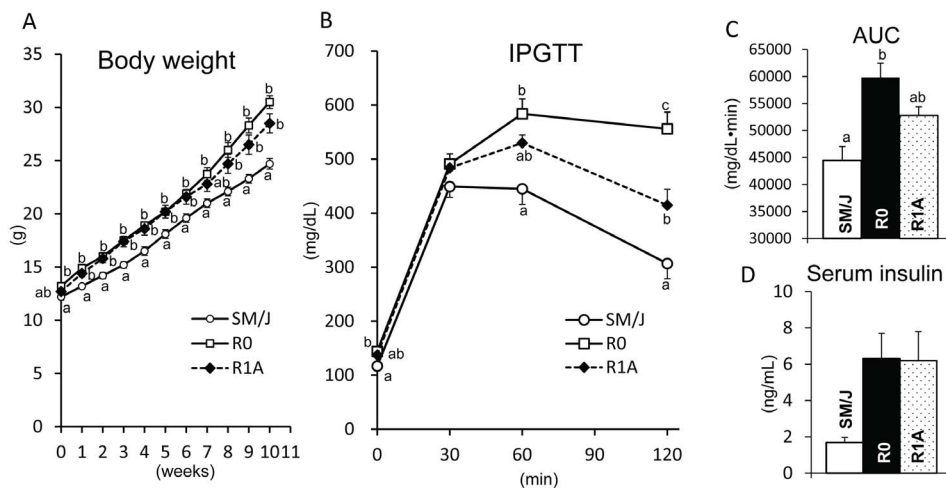 A
Body weight
35
30
25
20
15
10
5
0
(g)
b b b b b b b b b b
b
b b b b b b ab b b b
ab
a a a a a a a a a a a
SM/J
R0
R1A
0 1 2 3 4 5 6 7 8 9 10 11
(weeks)
B
IPGTT
700
600
500
400
300
200
100
0
(mg/dL)
b
c
ab
a
b
a
b
ab
a
SM/J
R0
R1A
0 30 60 90 120
(min)
C
AUC
65000
60000
55000
50000
45000
40000
35000
30000
(mg/dL•min)
a
b
ab
SM/J
R0
R1A
D
Serum insulin
10
8
6
4
2
0
(ng/mL)
SM/J
R0
R1A